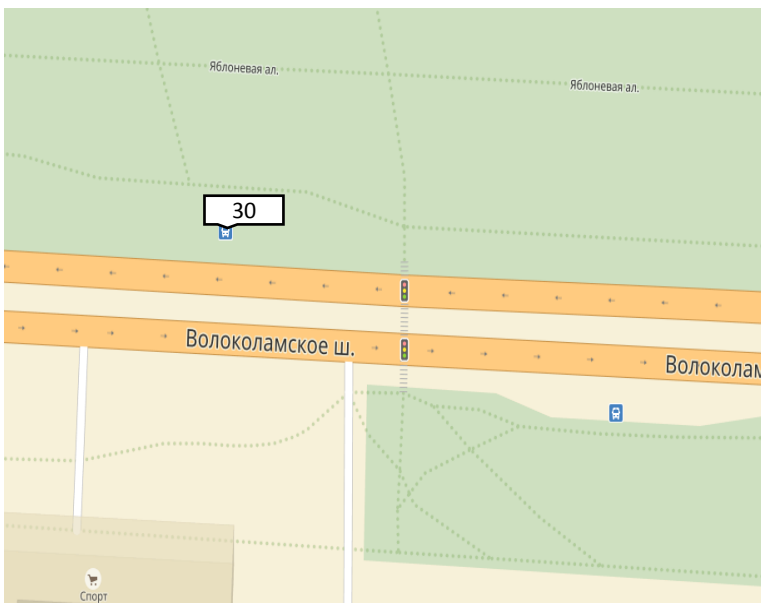 Яблоневая ал.
Яблоневая ал.
30
Волоколамское ш.
Волоколам
Спорт